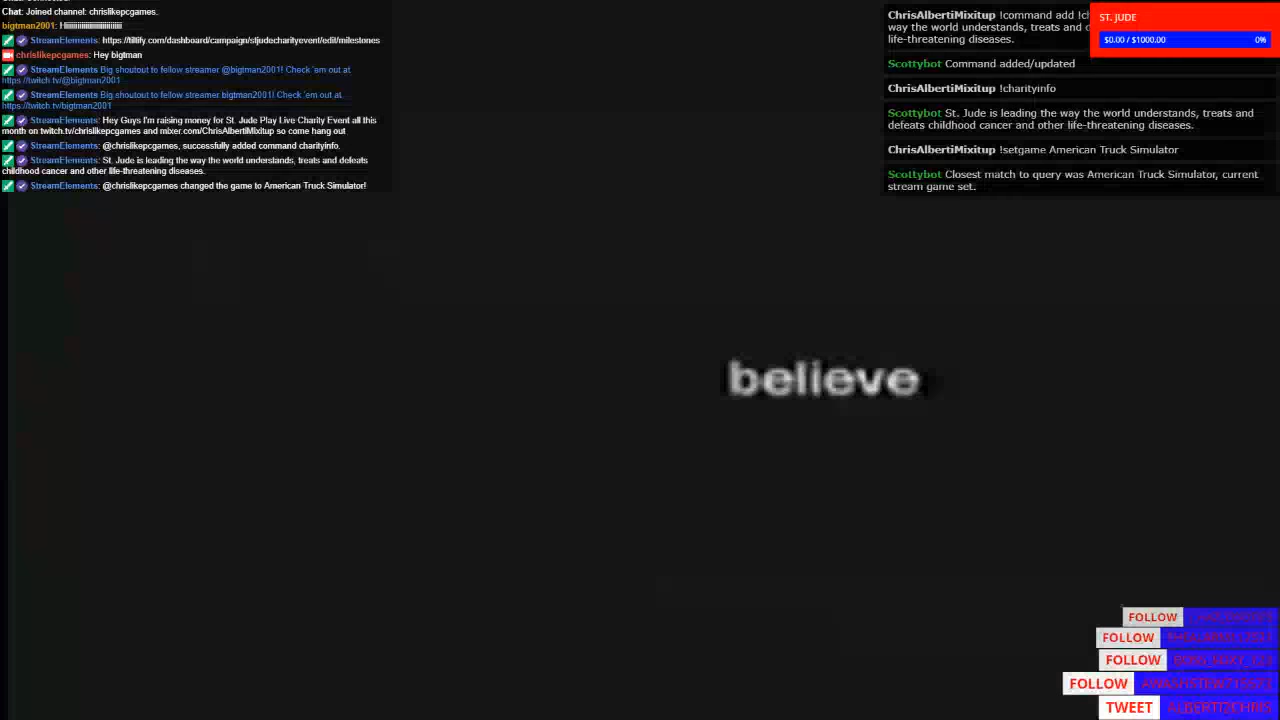 Chat: Joined channel: chrislikepcgames.
bigtman2001: Hiiiiiiiiiiiiiiiiiiiiiiiiiii
StreamElements: https://tiltify.com/dashboard/campaign/stjudecharityevent/edit/milestones
chrislikepcgames: Hey bigtman
StreamElements Big shoutout to fellow streamer @bigtman2001! Check 'em out at
https://twitch.tv/@bigtman2001
StreamElements Big shoutout to fellow streamer bigtman2001! Check 'em out at
https://twitch.tv/bigtman2001
StreamElements: Hey Guys I'm raising money for St. Jude Play Live Charity Event all this
month on twitch.tv/chrislikepcgames and mixer.com/ChrisAlbertiMixitup so come hang out
StreamElements: @chrislikepcgames, successfully added command charityinfo.
StreamElements: St. Jude is leading the way the world understands, treats and defeats
childhood cancer and other life-threatening diseases.
StreamElements: @chrislikepcgames changed the game to American Truck Simulator!
ChrisAlbertiMixitup !command add
way the world understands, treats and
life-threatening diseases.
Scottybot Command added/updated
ChrisAlbertiMixitup !charityinfo
Scottybot St. Jude is leading the way the world understands, treats and
defeats childhood cancer and other life-threatening diseases.
ChrisAlbertiMixitup !setgame American Truck Simulator
Scottybot Closest match to query was American Truck Simulator, current
stream game set.
ST. JUDE
$0.00 / $1000.00 0%
believe
FOLLOW
FOLLOW
FOLLOW
FOLLOW
TWEET ALBERTI2CHRIS